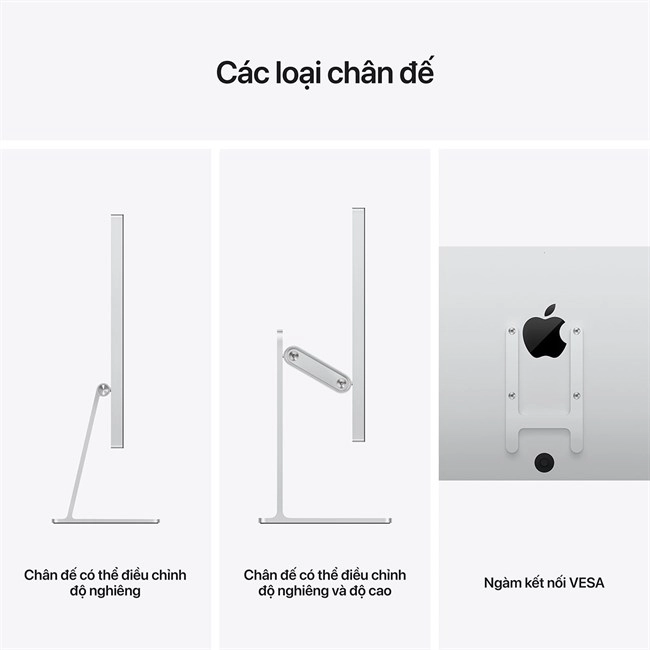 Các loại chân đế
Chân đế có thể điều chỉnh
độ nghiêng
Chân đế có thể điều chỉnh
độ nghiêng và độ cao
Ngàm kết nối VESA